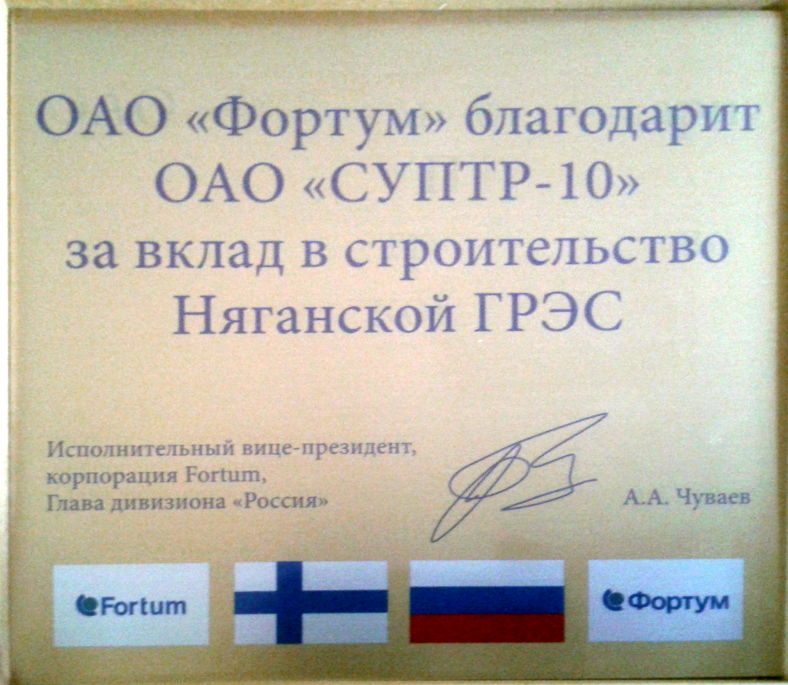 ОАО «Фортум» благодарит
ОАО «СУПТР-10»
за вклад в строительство
Няганской ГРЭС
Исполнительный вице-президент,
корпорация Fortum,
Глава дивизиона «Россия»
А.А. Чуваев
Fortum
Фортум